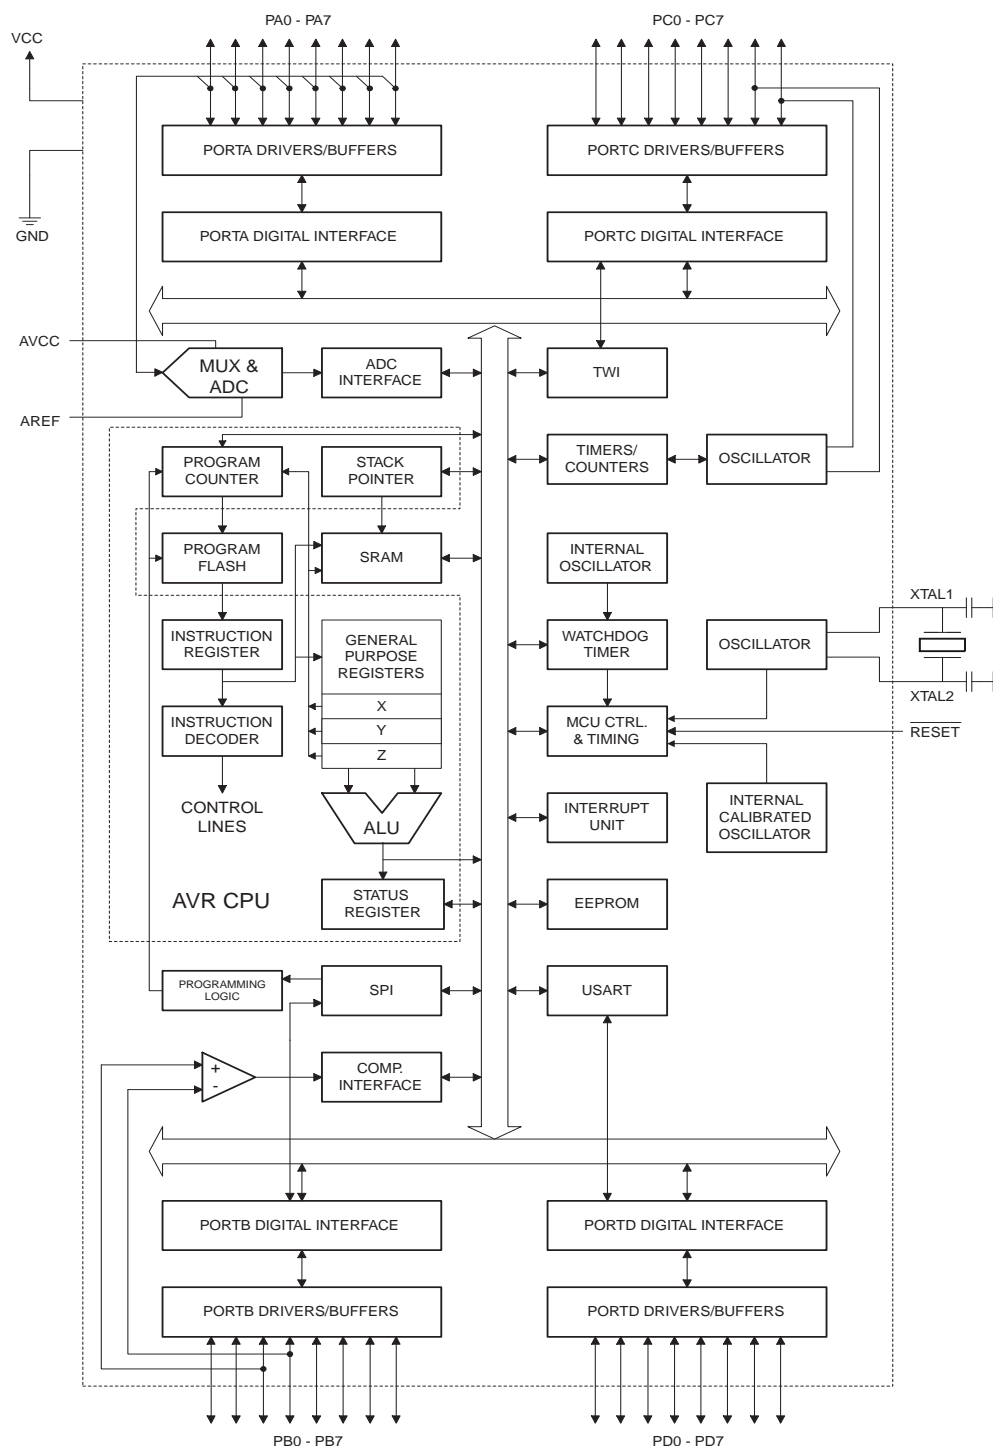 PA0 - PA7
PC0 - PC7
VCC
PORTA DRIVERS/BUFFERS
PORTC DRIVERS/BUFFERS
PORTA DIGITAL INTERFACE
PORTC DIGITAL INTERFACE
GND
AVCC
MUX &
ADC
ADC
INTERFACE
TWI
AREF
PROGRAM
COUNTER
STACK
POINTER
TIMERS/
COUNTERS
OSCILLATOR
PROGRAM
FLASH
SRAM
INTERNAL
OSCILLATOR
XTAL1
INSTRUCTION
REGISTER
GENERAL
PURPOSE
REGISTERS
WATCHDOG
TIMER
OSCILLATOR
XTAL2
X
Y
Z
INSTRUCTION
DECODER
MCU CTRL.
& TIMING
RESET
CONTROL
LINES
ALU
INTERRUPT
UNIT
INTERNAL
CALIBRATED
OSCILLATOR
AVR CPU
STATUS
REGISTER
EEPROM
PROGRAMMING
LOGIC
SPI
USART
+
-
COMP.
INTERFACE
PORTB DIGITAL INTERFACE
PORTD DIGITAL INTERFACE
PORTB DRIVERS/BUFFERS
PORTD DRIVERS/BUFFERS
PB0 - PB7
PD0 - PD7